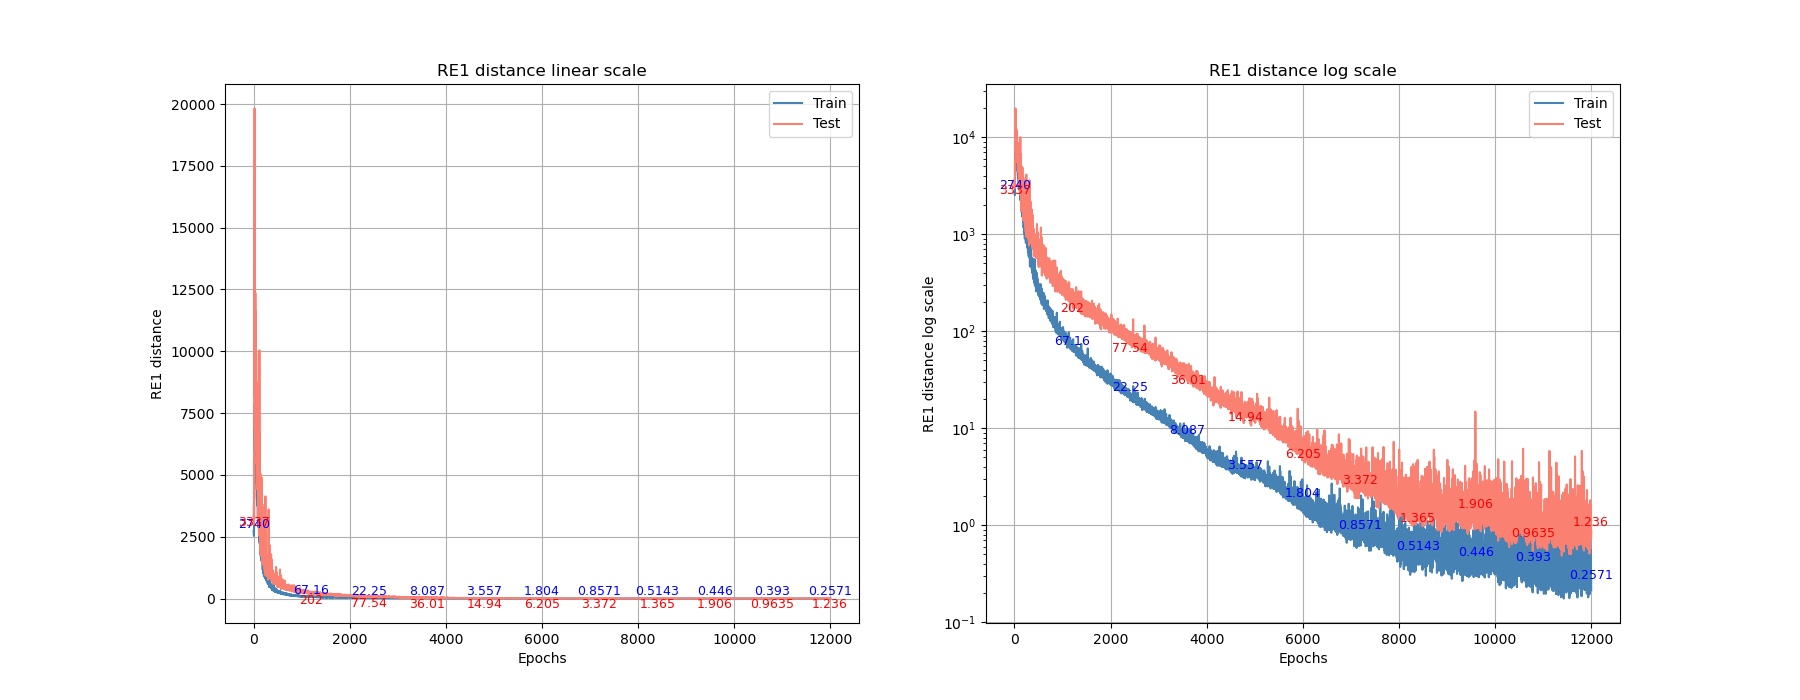 RE1 distance linear scale
RE1 distance
20000
17500
15000
12500
10000
7500
5000
2500
0
Train
Test
3337
2740
67.16 22.25 8.087 3.557 1.804 0.8571 0.5143 0.446 0.393 0.2571
202 77.54 36.01 14.94 6.205 3.372 1.365 1.906 0.9635 1.236
0 2000 4000 6000 8000 10000 12000
Epochs
RE1 distance log scale
RE1 distance log scale
10⁴
10³
10²
10¹
10⁰
10⁻¹
Train
Test
2740
3337
202
67.16
77.54
22.25
36.01
8.087
14.94
3.557
6.205
1.804
3.372
0.8571
1.365
0.5143
1.906
0.446
0.9635
0.393
1.236
0.2571
0 2000 4000 6000 8000 10000 12000
Epochs